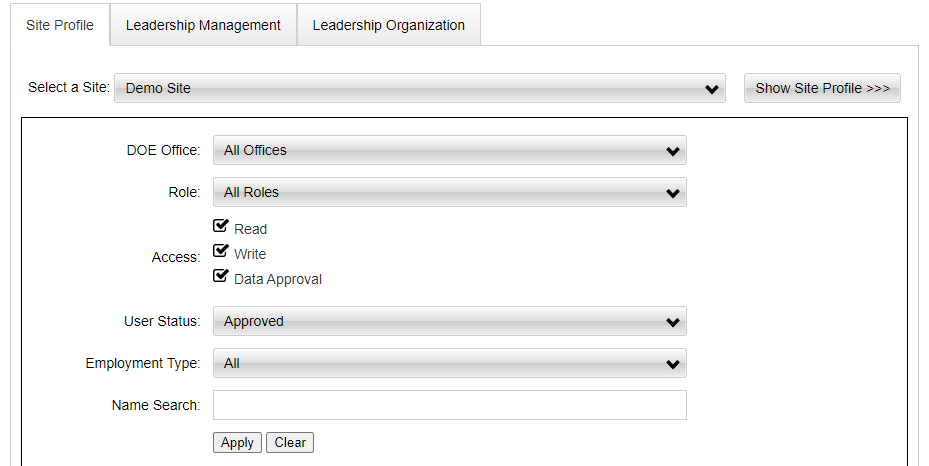 Site Profile Leadership Management Leadership Organization
Select a Site: Demo Site Show Site Profile >>>
DOE Office: All Offices
Role: All Roles
Read
Access: Write
Data Approval
User Status: Approved
Employment Type: All
Name Search:
Apply Clear